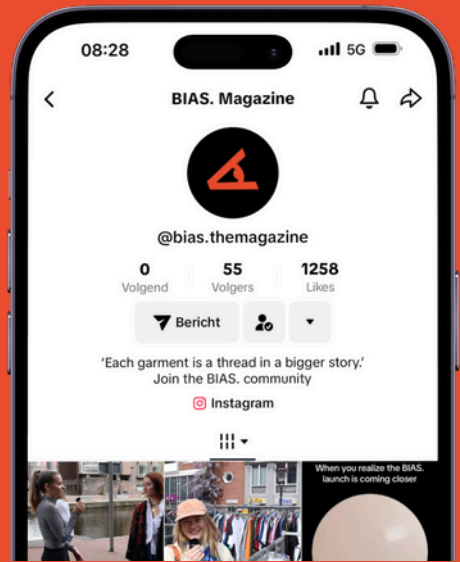 08:28 5G
BIAS. Magazine
@bias.themagazine
0 55 1258
Volgend Volgers Likes
Bericht
'Each garment is a thread in a bigger story.'
Join the BIAS. community
Instagram
When you realize the BIAS.
launch is coming closer